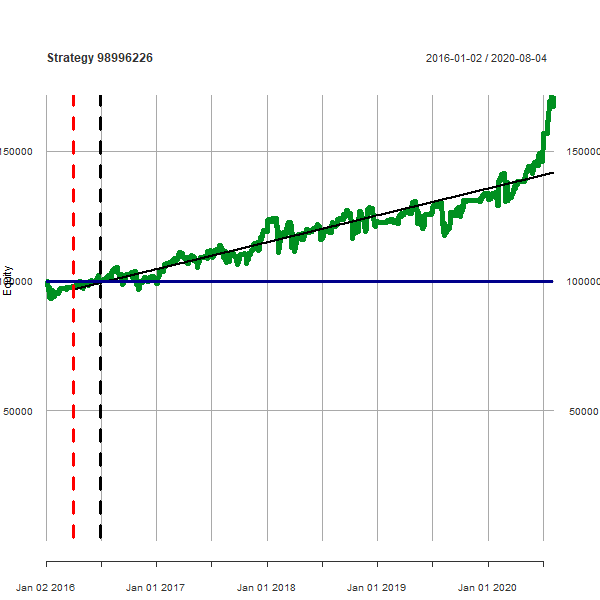 Strategy 98996226
2016-01-02 / 2020-08-04
150000 150000
Equity
100000 100000
50000 50000
Jan 02 2016 Jan 01 2017 Jan 01 2018 Jan 01 2019 Jan 01 2020